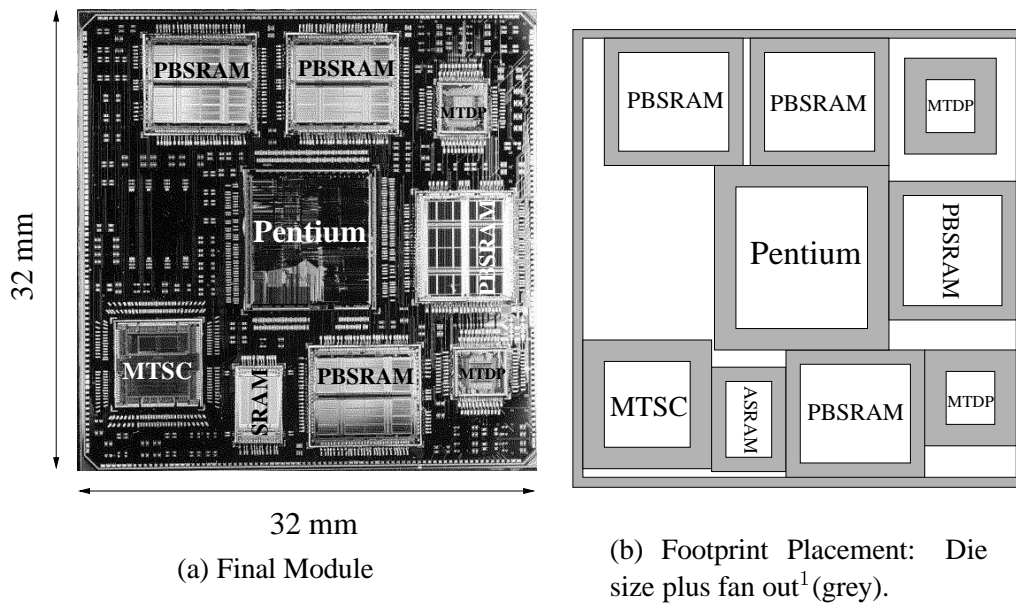 PBSRAM
PBSRAM
MTDP
Pentium
PBSRAM
MTSC
SRAM
PBSRAM
MTDP
32 mm
32 mm
(a) Final Module
PBSRAM
PBSRAM
MTDP
Pentium
PBSRAM
MTSC
ASRAM
PBSRAM
MTDP
(b) Footprint Placement: Die
size plus fan out¹(grey).